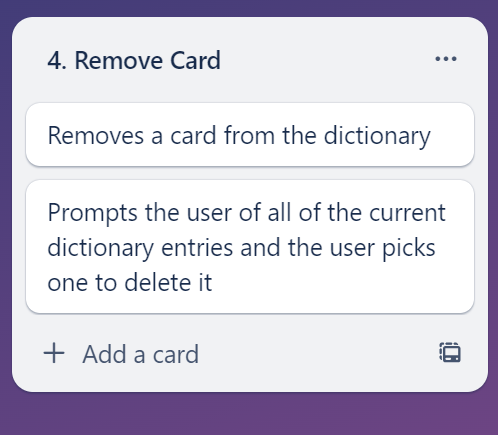 4. Remove Card
Removes a card from the dictionary
Prompts the user of all of the current
dictionary entries and the user picks
one to delete it
Add a card